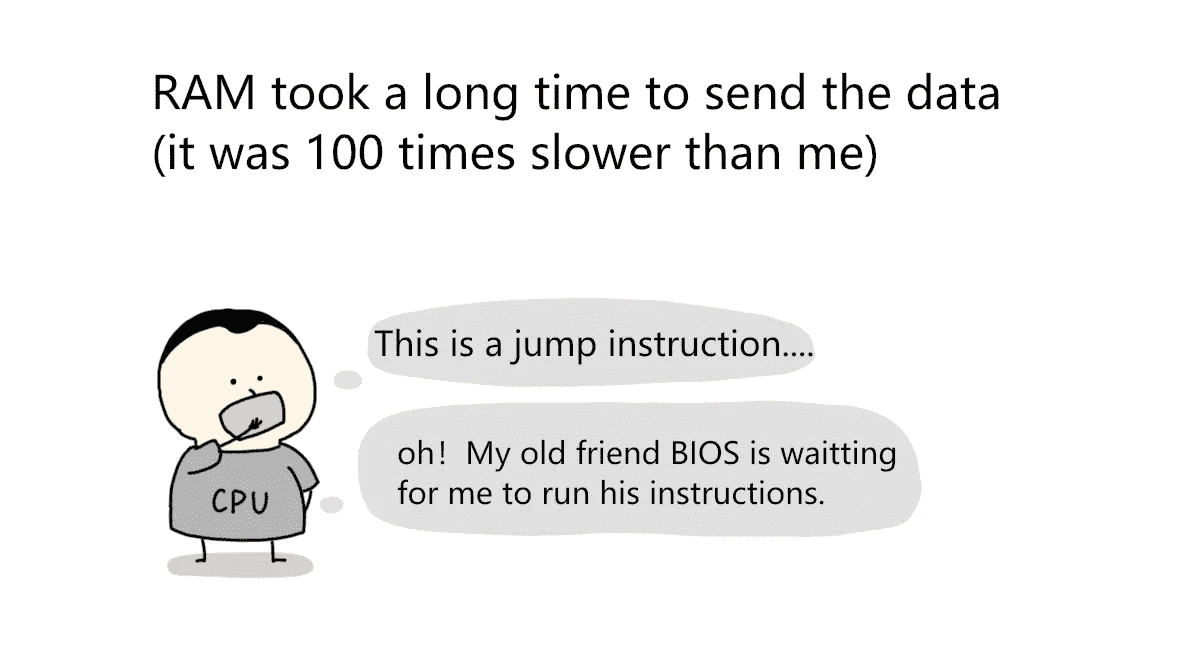 RAM took a long time to send the data
(it was 100 times slower than me)
This is a jump instruction....
oh! My old friend BIOS is waitting
for me to run his instructions.
CPU